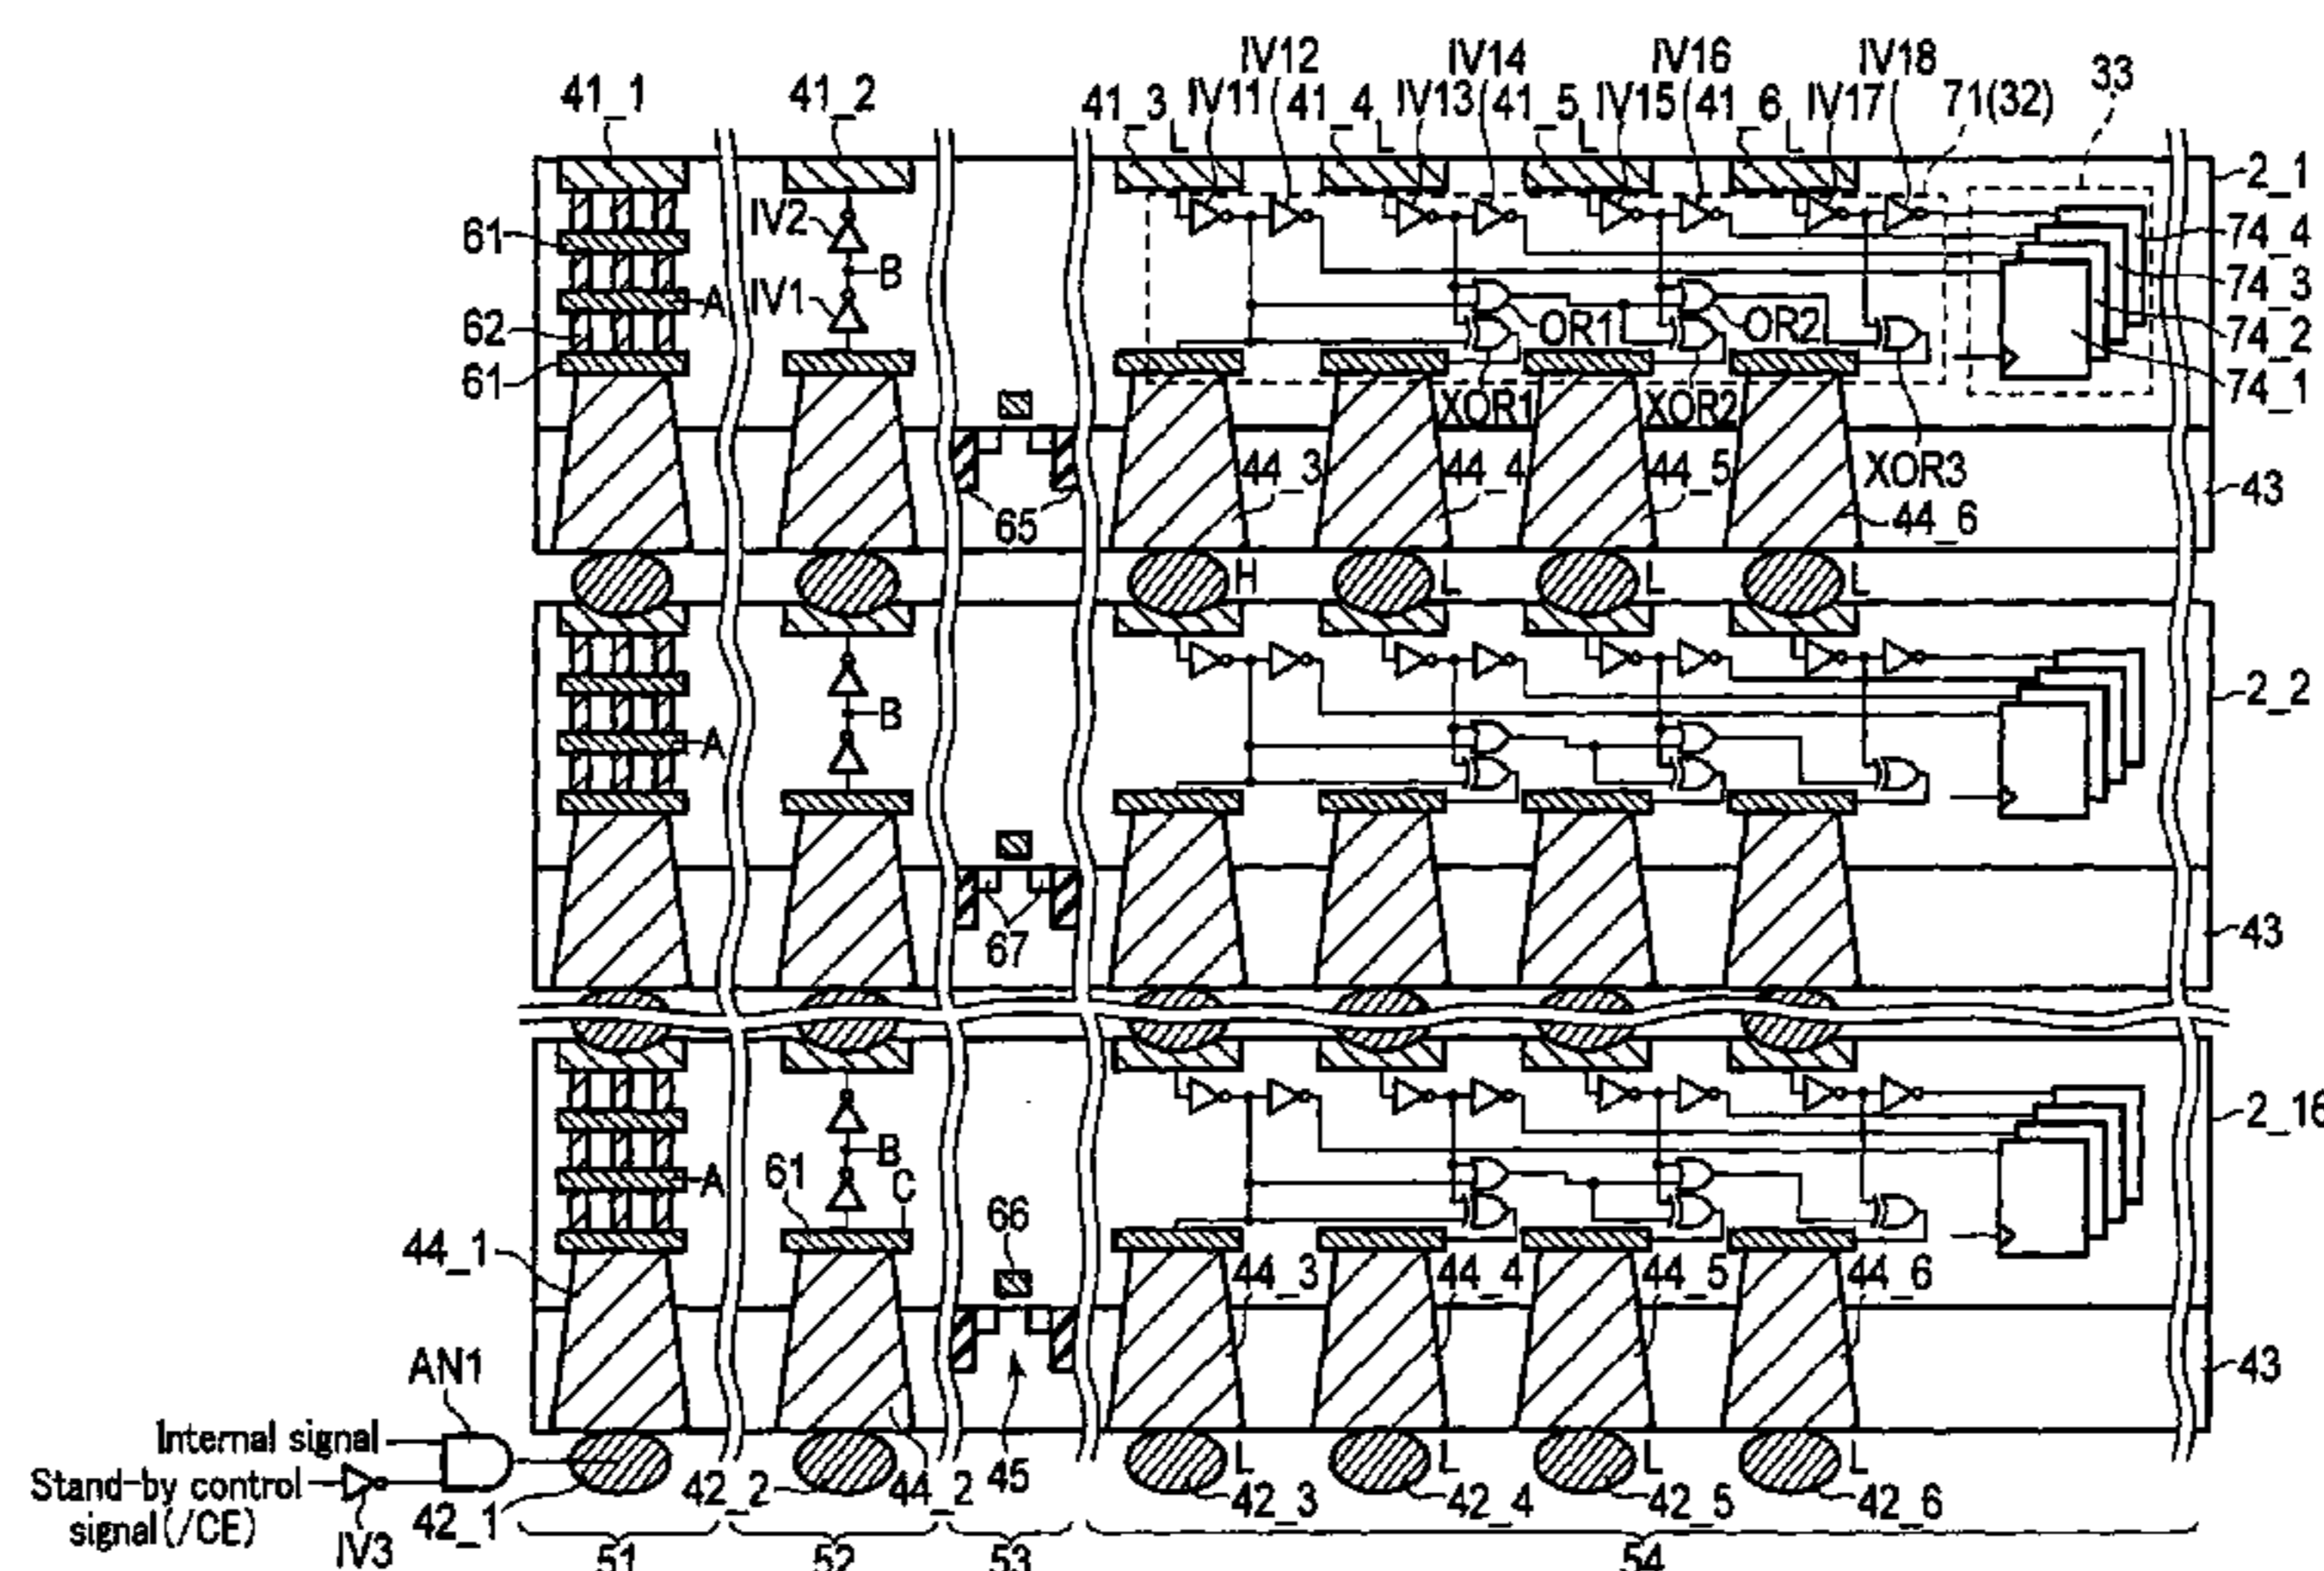 IV12 IV14 IV16 IV18
41_1 41_2 41_3 IV11 41_4 IV13 41_5 IV15 41_6 IV17 71(32) 33
L L L L
2_1
61 IV2 74_4
B 74_3
62 A IV1 OR1 OR2 74_2
61 74_1
XOR1 XOR2
44_3 44_4 44_5 XOR3
65 44_6 43
H L L L
2_2
B
A
67 43
B
A 61 C
66
44_1 44_3 44_4 44_5 44_6
AN1 43
Internal signal
Stand-by control
signal(/CE)
IV3
42_1 42_2 44_2 45 L 42_3 L 42_4 L 42_5 L 42_6
51 52 53 54